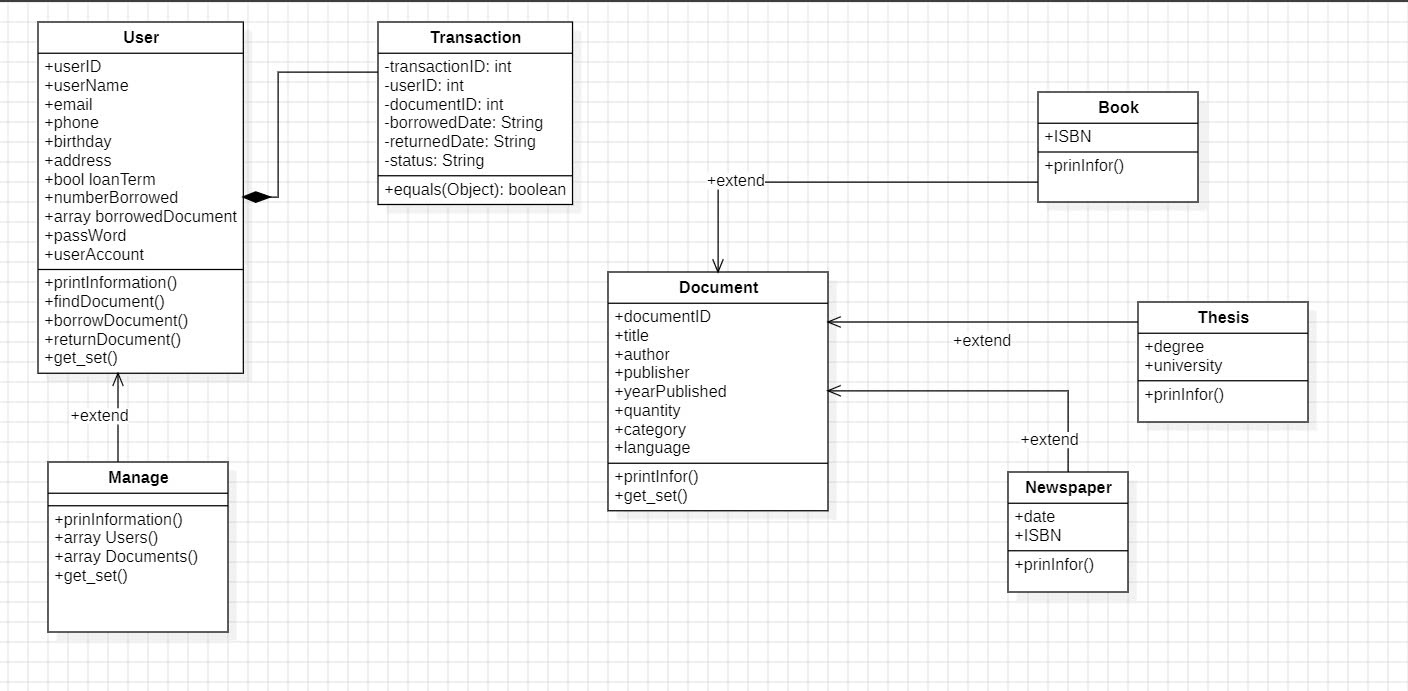 User
+userID
+userName
+email
+phone
+birthday
+address
+bool loanTerm
+numberBorrowed
+array borrowedDocument
+passWord
+userAccount
+printInformation()
+findDocument()
+borrowDocument()
+returnDocument()
+get_set()
Transaction
-transactionID: int
-userID: int
-documentID: int
-borrowedDate: String
-returnedDate: String
-status: String
+equals(Object): boolean
+extend
Manage
+prinInformation()
+array Users()
+array Documents()
+get_set()
Book
+ISBN
+prinInfor()
+extend
Document
+documentID
+title
+author
+publisher
+yearPublished
+quantity
+category
+language
+printInfor()
+get_set()
+extend
Thesis
+degree
+university
+prinInfor()
+extend
Newspaper
+date
+ISBN
+prinInfor()